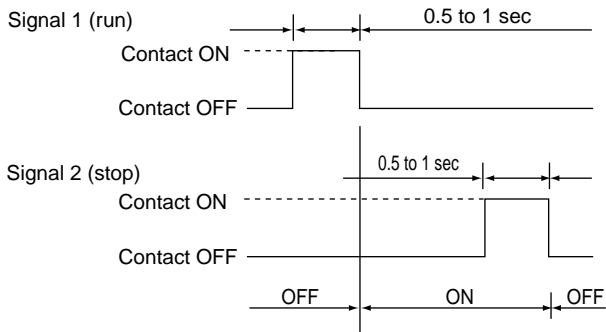 Signal 1 (run)
0.5 to 1 sec
Contact ON
Contact OFF
Signal 2 (stop)
0.5 to 1 sec
Contact ON
Contact OFF
OFF ON OFF